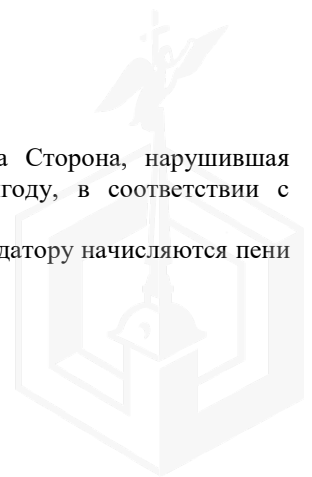 а Сторона, нарушившая
году, в соответствии с
датору начисляются пени